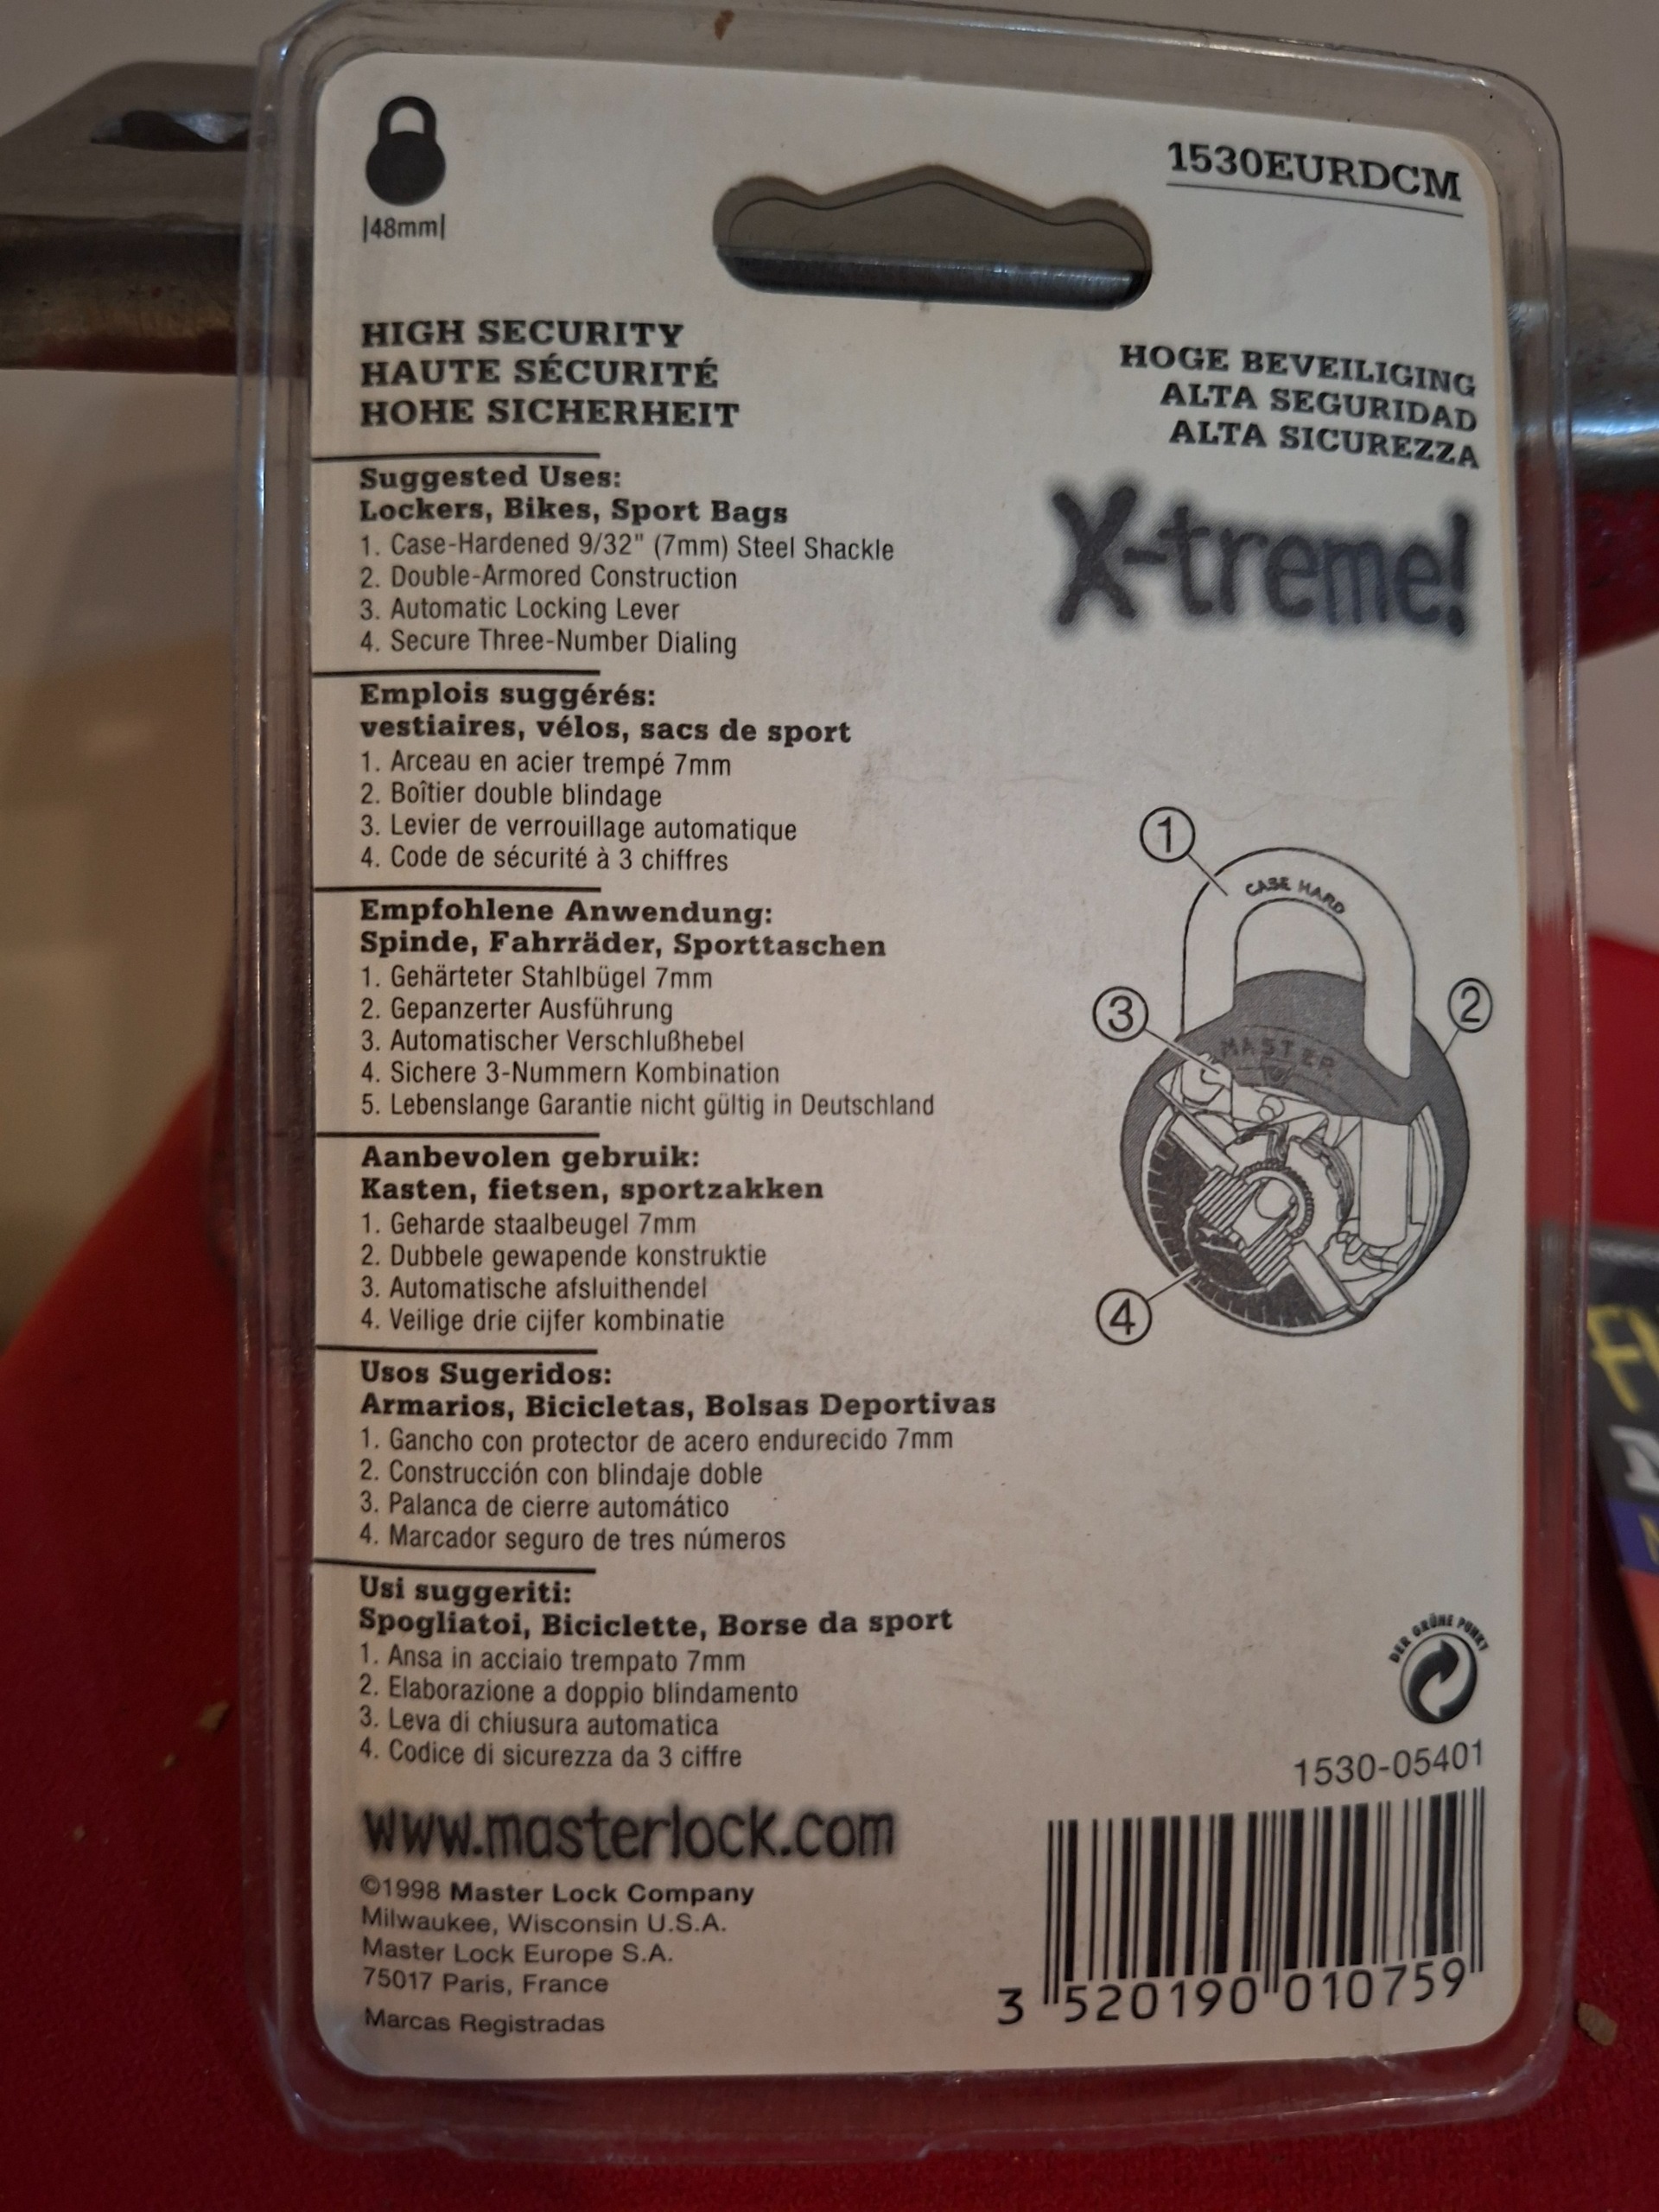 |48mm|
1530EURDCM
HIGH SECURITY
HAUTE SÉCURITÉ
HOHE SICHERHEIT
HOGE BEVEILIGING
ALTA SEGURIDAD
ALTA SICUREZZA
X-treme!
Suggested Uses:
Lockers, Bikes, Sport Bags
1. Case-Hardened 9/32" (7mm) Steel Shackle
2. Double-Armored Construction
3. Automatic Locking Lever
4. Secure Three-Number Dialing
Emplois suggérés:
vestiaires, vélos, sacs de sport
1. Arceau en acier trempé 7mm
2. Boîtier double blindage
3. Levier de verrouillage automatique
4. Code de sécurité à 3 chiffres
Empfohlene Anwendung:
Spinde, Fahrräder, Sporttaschen
1. Gehärteter Stahlbügel 7mm
2. Gepanzerter Ausführung
3. Automatischer Verschlußhebel
4. Sichere 3-Nummern Kombination
5. Lebenslange Garantie nicht gültig in Deutschland
Aanbevolen gebruik:
Kasten, fietsen, sportzakken
1. Geharde staalbeugel 7mm
2. Dubbele gewapende konstruktie
3. Automatische afsluithendel
4. Veilige drie cijfer kombinatie
Usos Sugeridos:
Armarios, Bicicletas, Bolsas Deportivas
1. Gancho con protector de acero endurecido 7mm
2. Construcción con blindaje doble
3. Palanca de cierre automático
4. Marcador seguro de tres números
Usi suggeriti:
Spogliatoi, Biciclette, Borse da sport
1. Ansa in acciaio trempato 7mm
2. Elaborazione a doppio blindamento
3. Leva di chiusura automatica
4. Codice di sicurezza da 3 ciffre
www.masterlock.com
©1998 Master Lock Company
Milwaukee, Wisconsin U.S.A.
Master Lock Europe S.A.
75017 Paris, France
Marcas Registradas
1
CASE HARD
3
2
MASTER
4
DER GRÜNE PUNKT
1530-05401
3 520190 010759